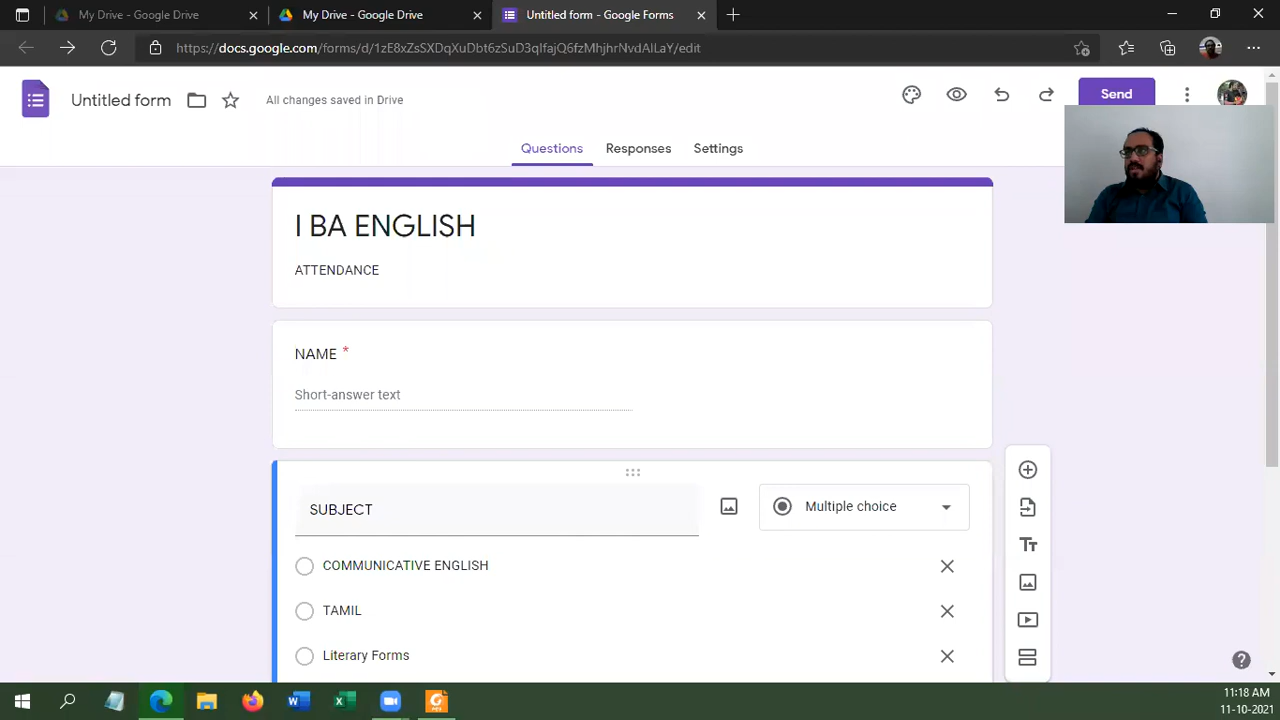 My Drive - Google Drive
My Drive - Google Drive
Untitled form - Google Forms
https://docs.google.com/forms/d/1zE8xZsSXDqXuDbt6zSuD3qIfajQ6fzMhjhrNvdAlLaY/edit
Untitled form
All changes saved in Drive
Send
Questions
Responses
Settings
I BA ENGLISH
ATTENDANCE
NAME *
Short-answer text
SUBJECT
Multiple choice
COMMUNICATIVE ENGLISH
TAMIL
Literary Forms
11:18 AM
11-10-2021